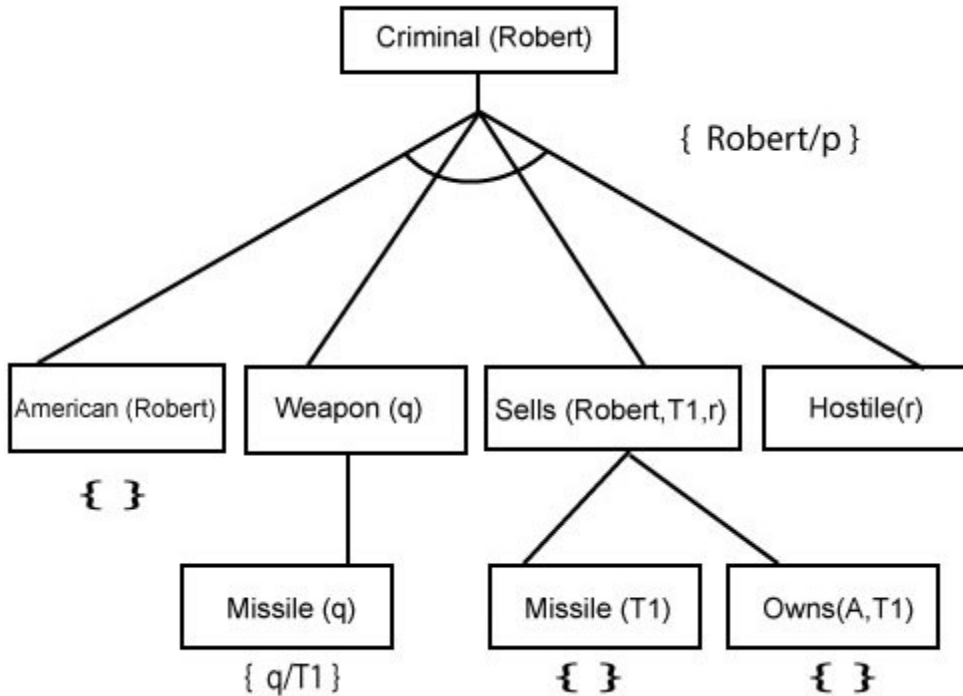 Criminal (Robert)
{ Robert/p }
American (Robert)
Weapon (q)
Sells (Robert,T1,r)
Hostile(r)
{ }
Missile (q)
Missile (T1)
Owns(A,T1)
{ q/T1 }
{ }
{ }